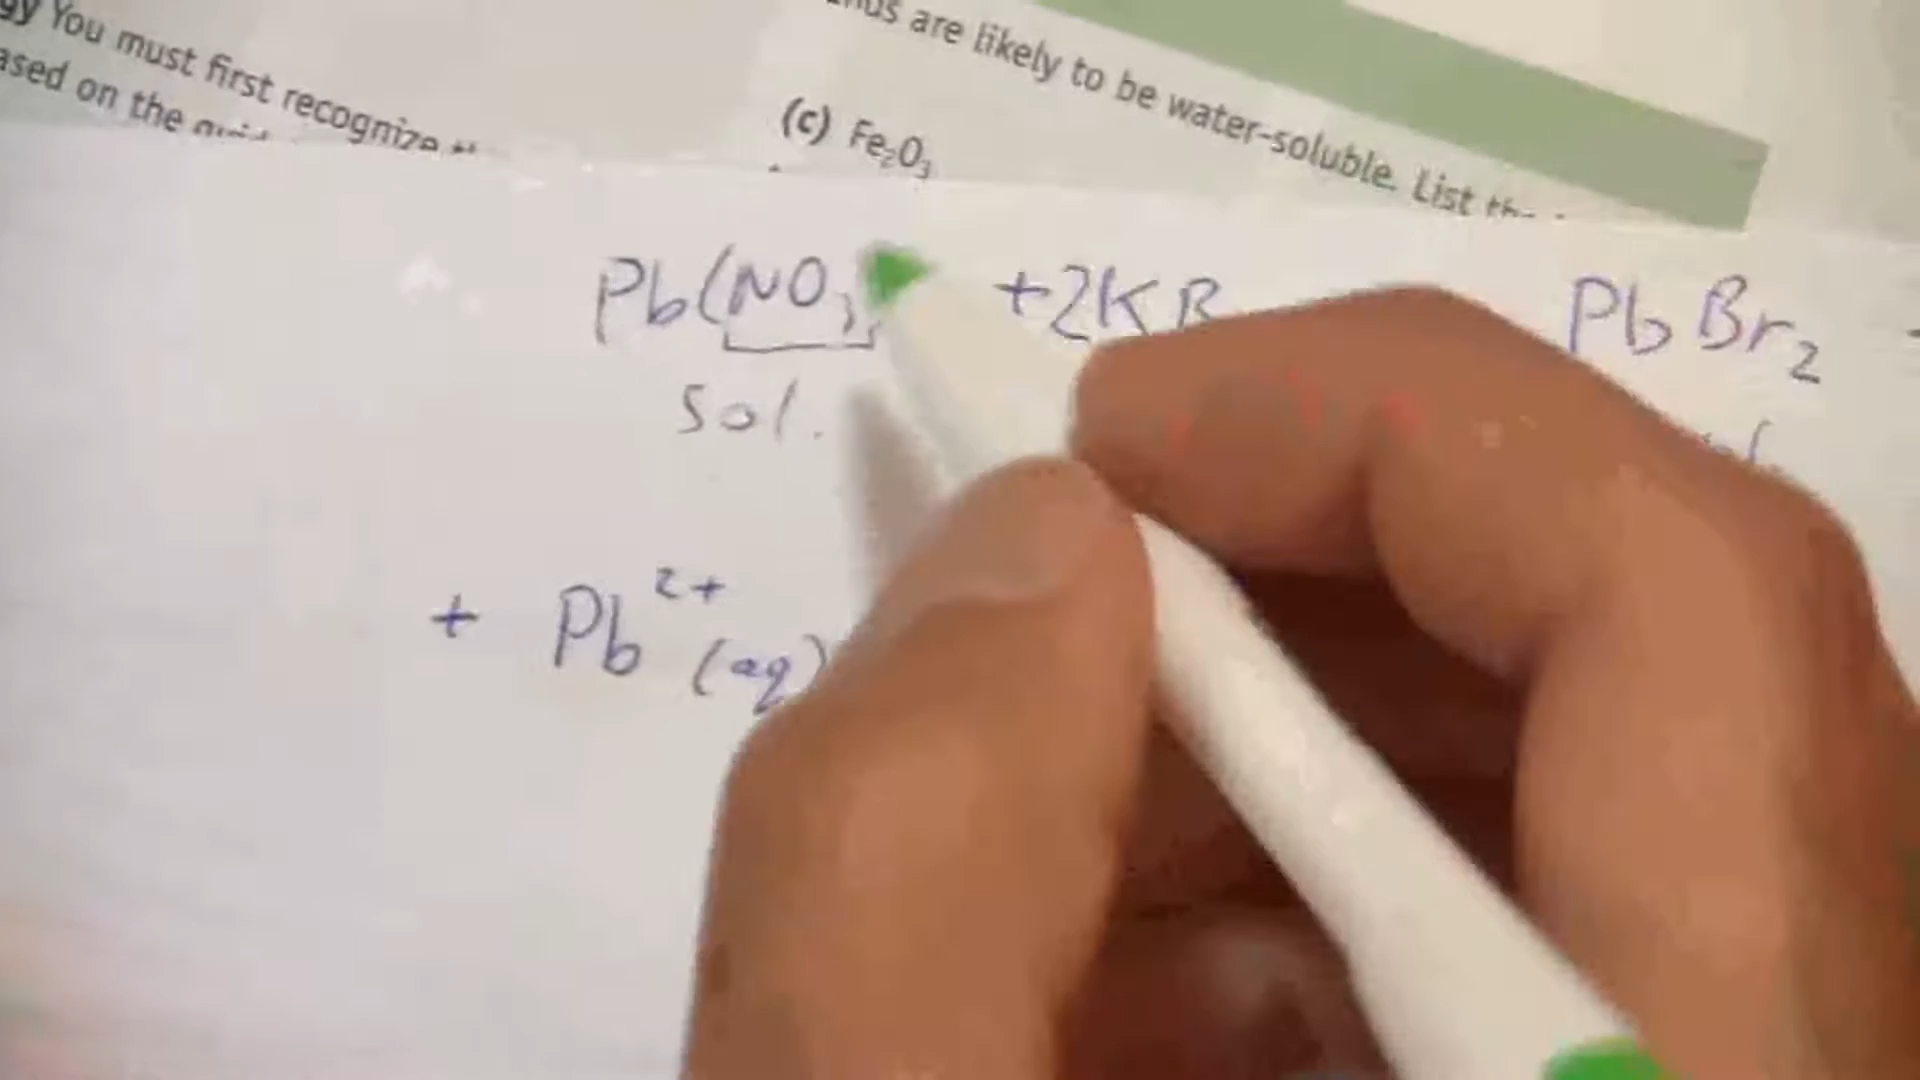 You must first recognize
ased on the
are likely to be water-soluble. List
(c) Fe₂O₃
Pb(NO₃ +2KB PbBr₂
sol.
+ Pb²⁺ (aq)